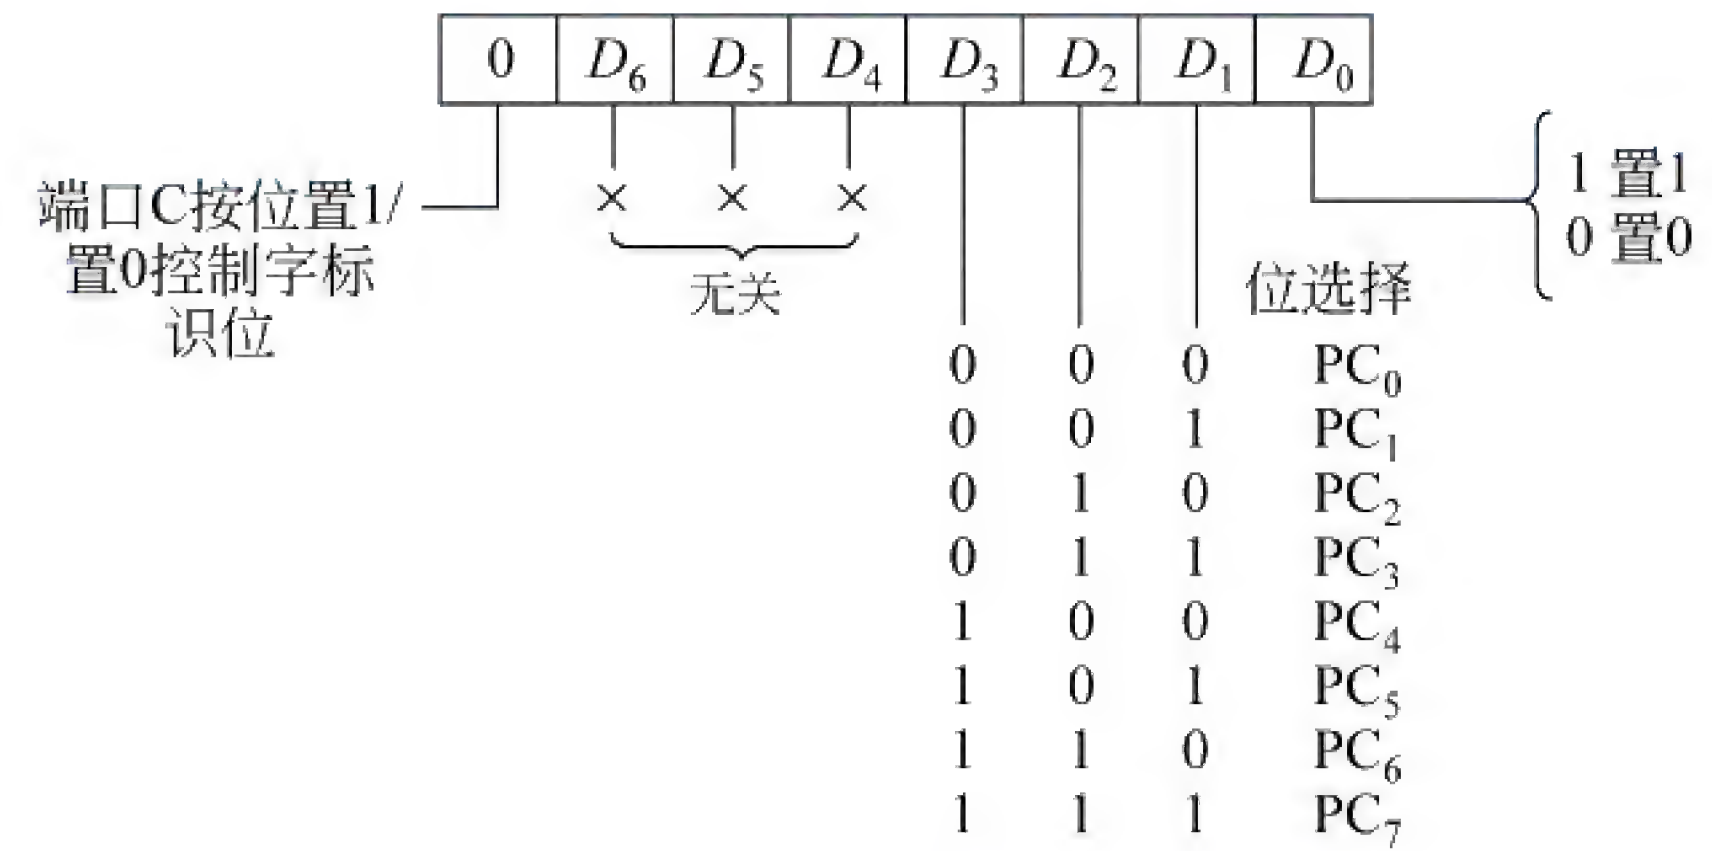 0 D₆ D₅ D₄ D₃ D₂ D₁ D₀
端口C按位置1/
置0控制字标
识位
× × ×
无关
1 置1
0 置0
位选择
0 0 0 PC₀
0 0 1 PC₁
0 1 0 PC₂
0 1 1 PC₃
1 0 0 PC₄
1 0 1 PC₅
1 1 0 PC₆
1 1 1 PC₇